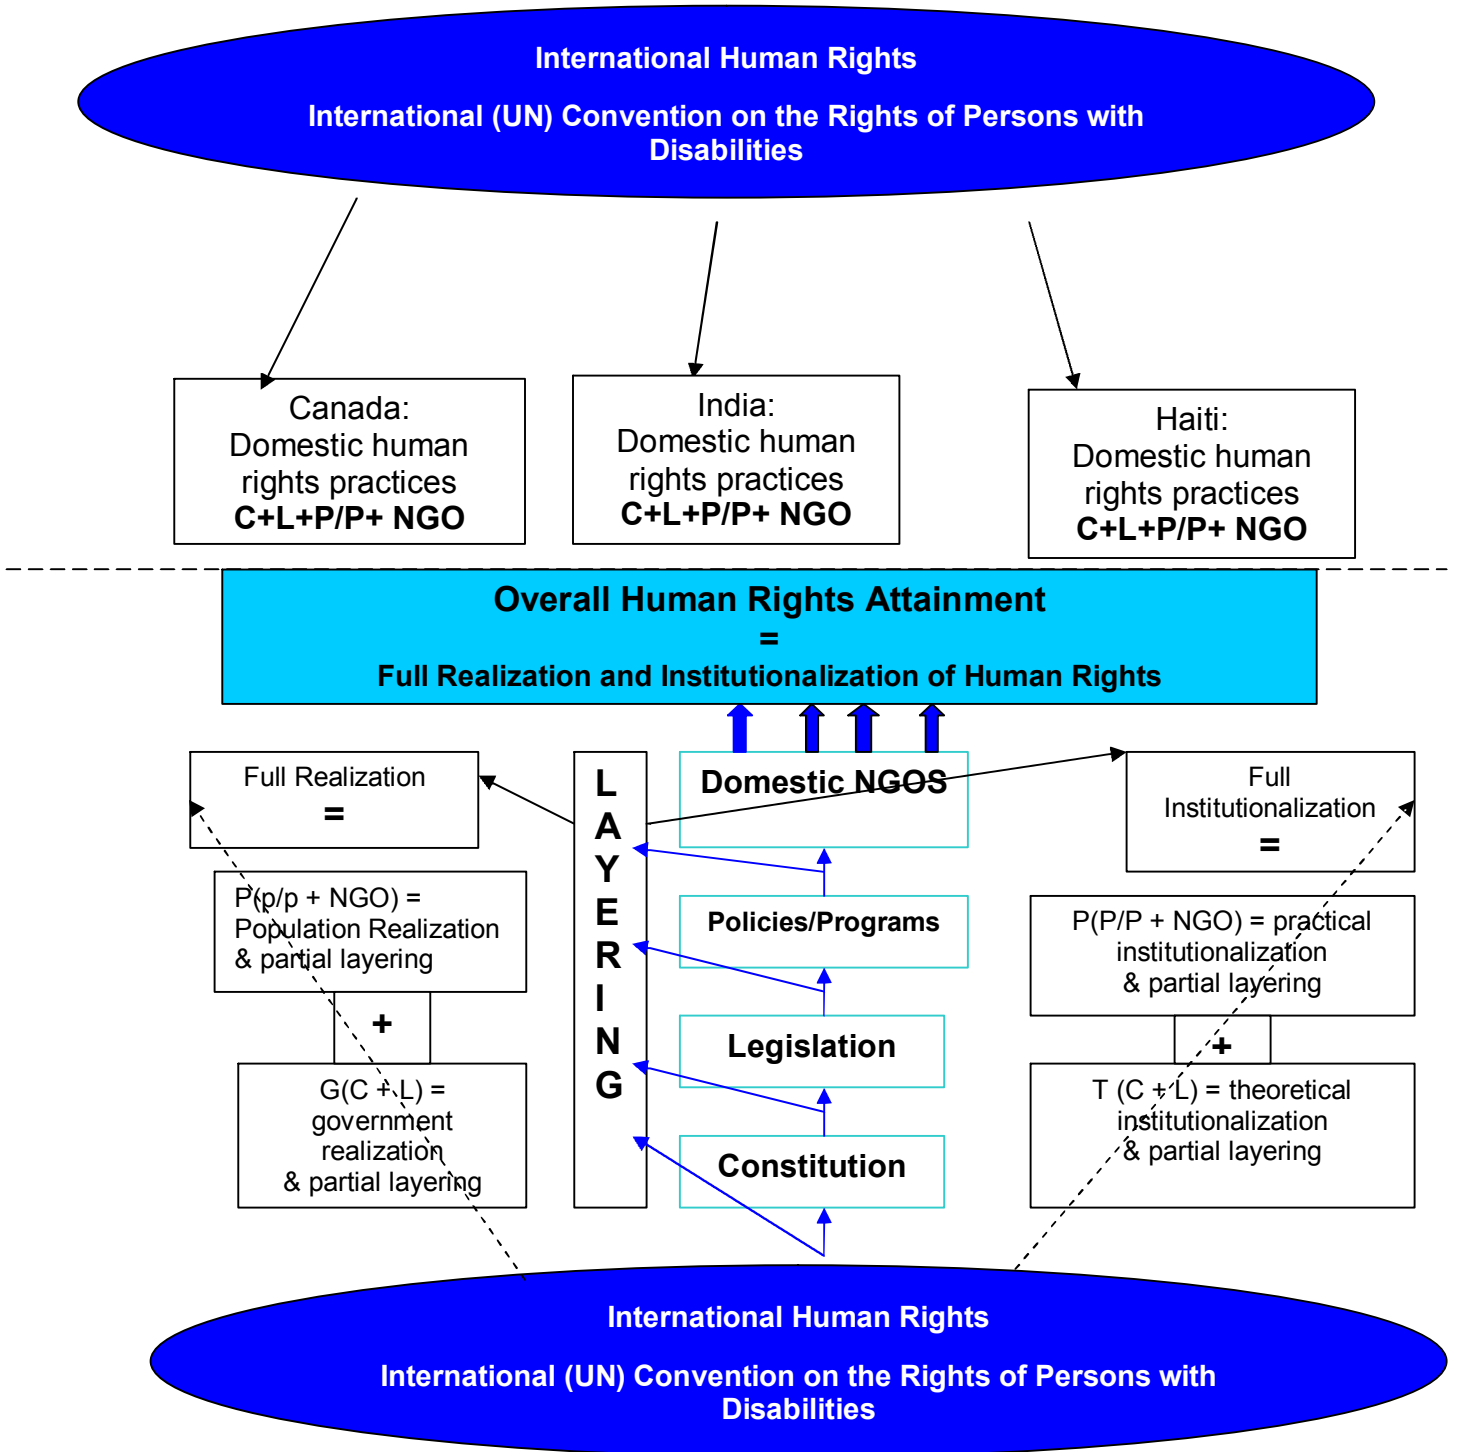 International Human Rights
International (UN) Convention on the Rights of Persons with
Disabilities
Canada:
Domestic human
rights practices
C+L+P/P+ NGO
India:
Domestic human
rights practices
C+L+P/P+ NGO
Haiti:
Domestic human
rights practices
C+L+P/P+ NGO
Overall Human Rights Attainment
=
Full Realization and Institutionalization of Human Rights
Full Realization
=
P(p/p + NGO) =
Population Realization
& partial layering
+
G(C + L) =
government
realization
& partial layering
L
A
Y
E
R
I
N
G
Domestic NGOS
Policies/Programs
Legislation
Constitution
Full
Institutionalization
=
P(P/P + NGO) = practical
institutionalization
& partial layering
+
T (C + L) = theoretical
institutionalization
& partial layering
International Human Rights
International (UN) Convention on the Rights of Persons with
Disabilities